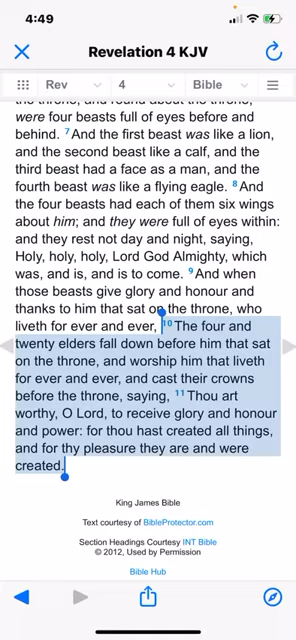 4:49
Revelation 4 KJV
Rev 4 Bible
the throne, and round about the throne,
were four beasts full of eyes before and
behind. 7 And the first beast was like a lion,
and the second beast like a calf, and the
third beast had a face as a man, and the
fourth beast was like a flying eagle. 8 And
the four beasts had each of them six wings
about him; and they were full of eyes within:
and they rest not day and night, saying,
Holy, holy, holy, Lord God Almighty, which
was, and is, and is to come. 9 And when
those beasts give glory and honour and
thanks to him that sat on the throne, who
liveth for ever and ever, 10 The four and
twenty elders fall down before him that sat
on the throne, and worship him that liveth
for ever and ever, and cast their crowns
before the throne, saying, 11 Thou art
worthy, O Lord, to receive glory and honour
and power: for thou hast created all things,
and for thy pleasure they are and were
created.
King James Bible
Text courtesy of BibleProtector.com
Section Headings Courtesy INT Bible
© 2012, Used by Permission
Bible Hub